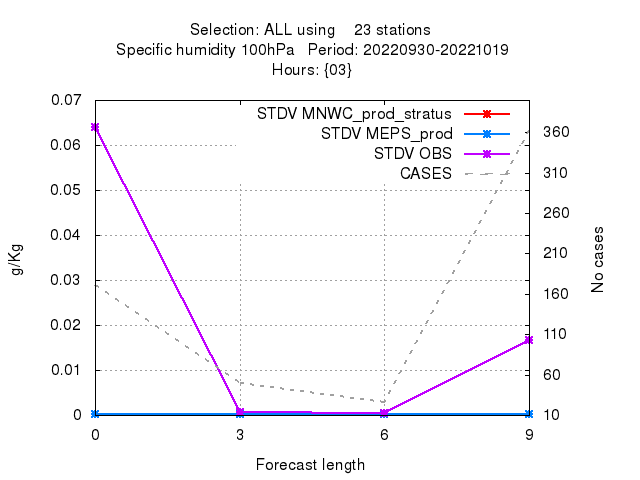 Selection: ALL using 23 stations
Specific humidity 100hPa Period: 20220930-20221019
Hours: {03}
STDV MNWC_prod_stratus
STDV MEPS_prod
STDV OBS
CASES
g/Kg
0.07
0.06
0.05
0.04
0.03
0.02
0.01
0
360
310
260
210
160
110
60
10
No cases
0 3 6 9
Forecast length